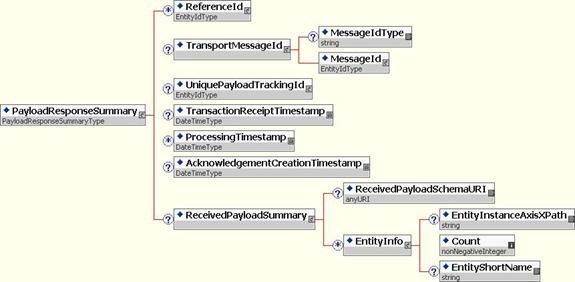 PayloadResponseSummary
PayloadResponseSummaryType
ReferenceId
EntityIdType
TransportMessageId
MessageIdType
string
MessageId
EntityIdType
UniquePayloadTrackingId
EntityIdType
TransactionReceiptTimestamp
DateTimeType
ProcessingTimestamp
DateTimeType
AcknowledgementCreationTimestamp
DateTimeType
ReceivedPayloadSummary
ReceivedPayloadSchemaURI
anyURI
EntityInfo
EntityInstanceAxisXPath
string
Count
nonNegativeInteger
EntityShortName
string